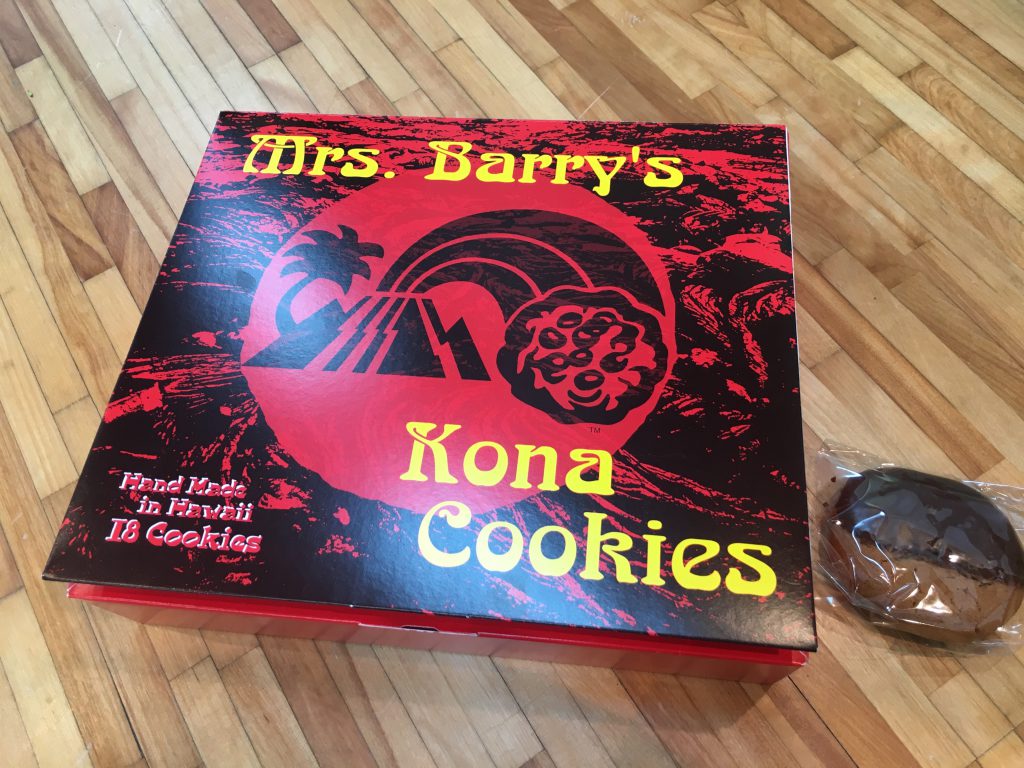 Mrs. Barry's
TM
Kona
Cookies
Hand Made
in Hawaii
18 Cookies